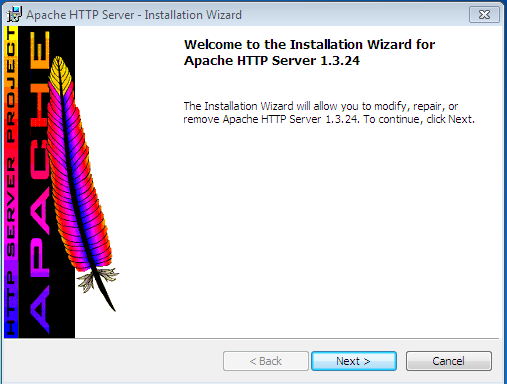 Apache HTTP Server - Installation Wizard
HTTP SERVER PROJECT
APACHE
Welcome to the Installation Wizard for
Apache HTTP Server 1.3.24
The Installation Wizard will allow you to modify, repair, or
remove Apache HTTP Server 1.3.24. To continue, click Next.
< Back
Next >
Cancel